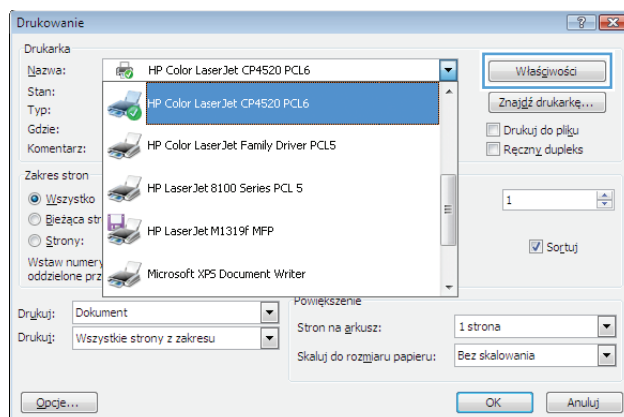 Drukowanie
Drukarka
Nazwa: HP Color LaserJet CP4520 PCL6 Właściwości
Stan: HP Color LaserJet CP4520 PCL6 Znajdź drukarkę...
Typ:
Gdzie: HP Color LaserJet Family Driver PCL5 Drukuj do pliku
Komentarz: Ręczny dupleks
Zakres stron HP LaserJet 8100 Series PCL 5
Wszystko 1
Bieżąca str
Strony: HP LaserJet M1319f MFP Sortuj
Wstaw numery
oddzielone prz Microsoft XPS Document Writer
Powiększenie
Drukuj: Dokument Stron na arkusz: 1 strona
Drukuj: Wszystkie strony z zakresu Skaluj do rozmiaru papieru: Bez skalowania
Opcje... OK Anuluj